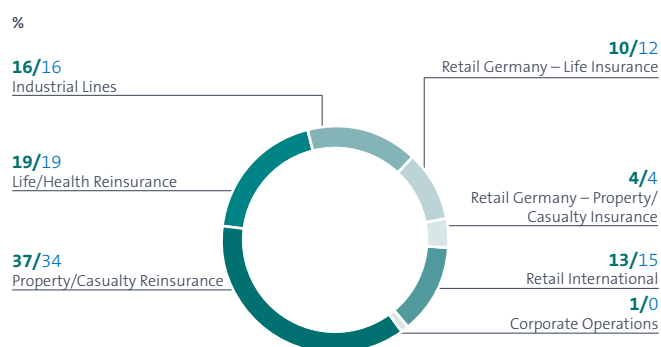 %
16/16
Industrial Lines
19/19
Life/Health Reinsurance
37/34
Property/Casualty Reinsurance
10/12
Retail Germany – Life Insurance
4/4
Retail Germany – Property/
Casualty Insurance
13/15
Retail International
1/0
Corporate Operations